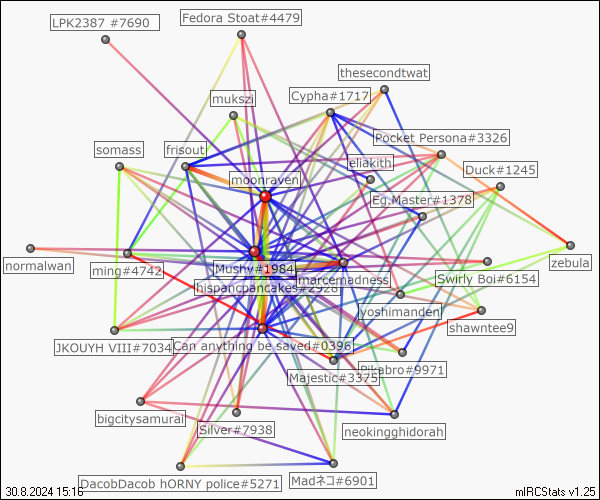 LPK2387 #7690
Fedora Stoat#4479
thesecondtwat
mukszi
Cypha#1717
Pocket Persona#3326
somass
frisout
eliakith
Duck#1245
moonraven
Eg.Master#1378
normalwan
ming#4742
Mushy#1984
marcemadness
Swirly Boi#6154
zebula
hispancpancakes#2928
yoshimanden
shawntee9
JKOUYH VIII#7034
Can anything be saved#0396
Majestic#3375
Pikabro#9971
bigcitysamurai
Silver#7938
neokingghidorah
DacobDacob hORNY police#5271
Madネコ#6901
30.8.2024 15:16
mIRCStats v1.25